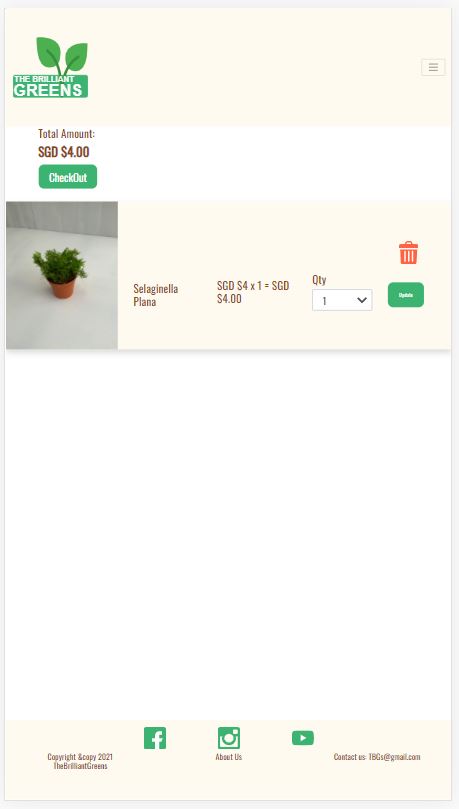 THE BRILLIANT
GREENS
Total Amount:
SGD $4.00
CheckOut
Selaginella
Plana
SGD $4 x 1 = SGD
$4.00
Qty
1
Update
Copyright &copy 2021
TheBrilliantGreens
About Us
Contact us: TBGs@gmail.com